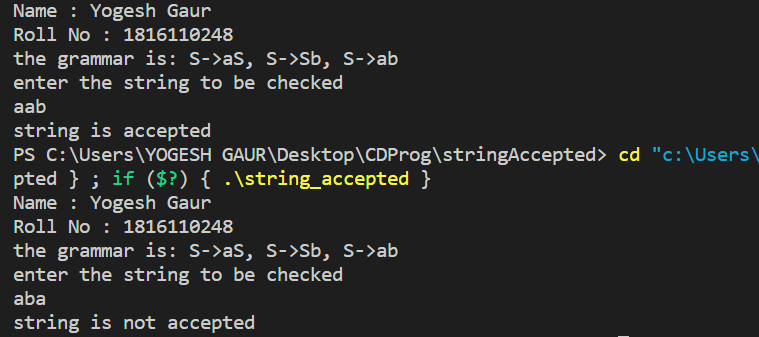 Name : Yogesh Gaur
Roll No : 1816110248
the grammar is: S->aS, S->Sb, S->ab
enter the string to be checked
aab
string is accepted
PS C:\Users\YOGESH GAUR\Desktop\CDProg\stringAccepted> cd "c:\Users\
pted } ; if ($?) { .\string_accepted }
Name : Yogesh Gaur
Roll No : 1816110248
the grammar is: S->aS, S->Sb, S->ab
enter the string to be checked
aba
string is not accepted